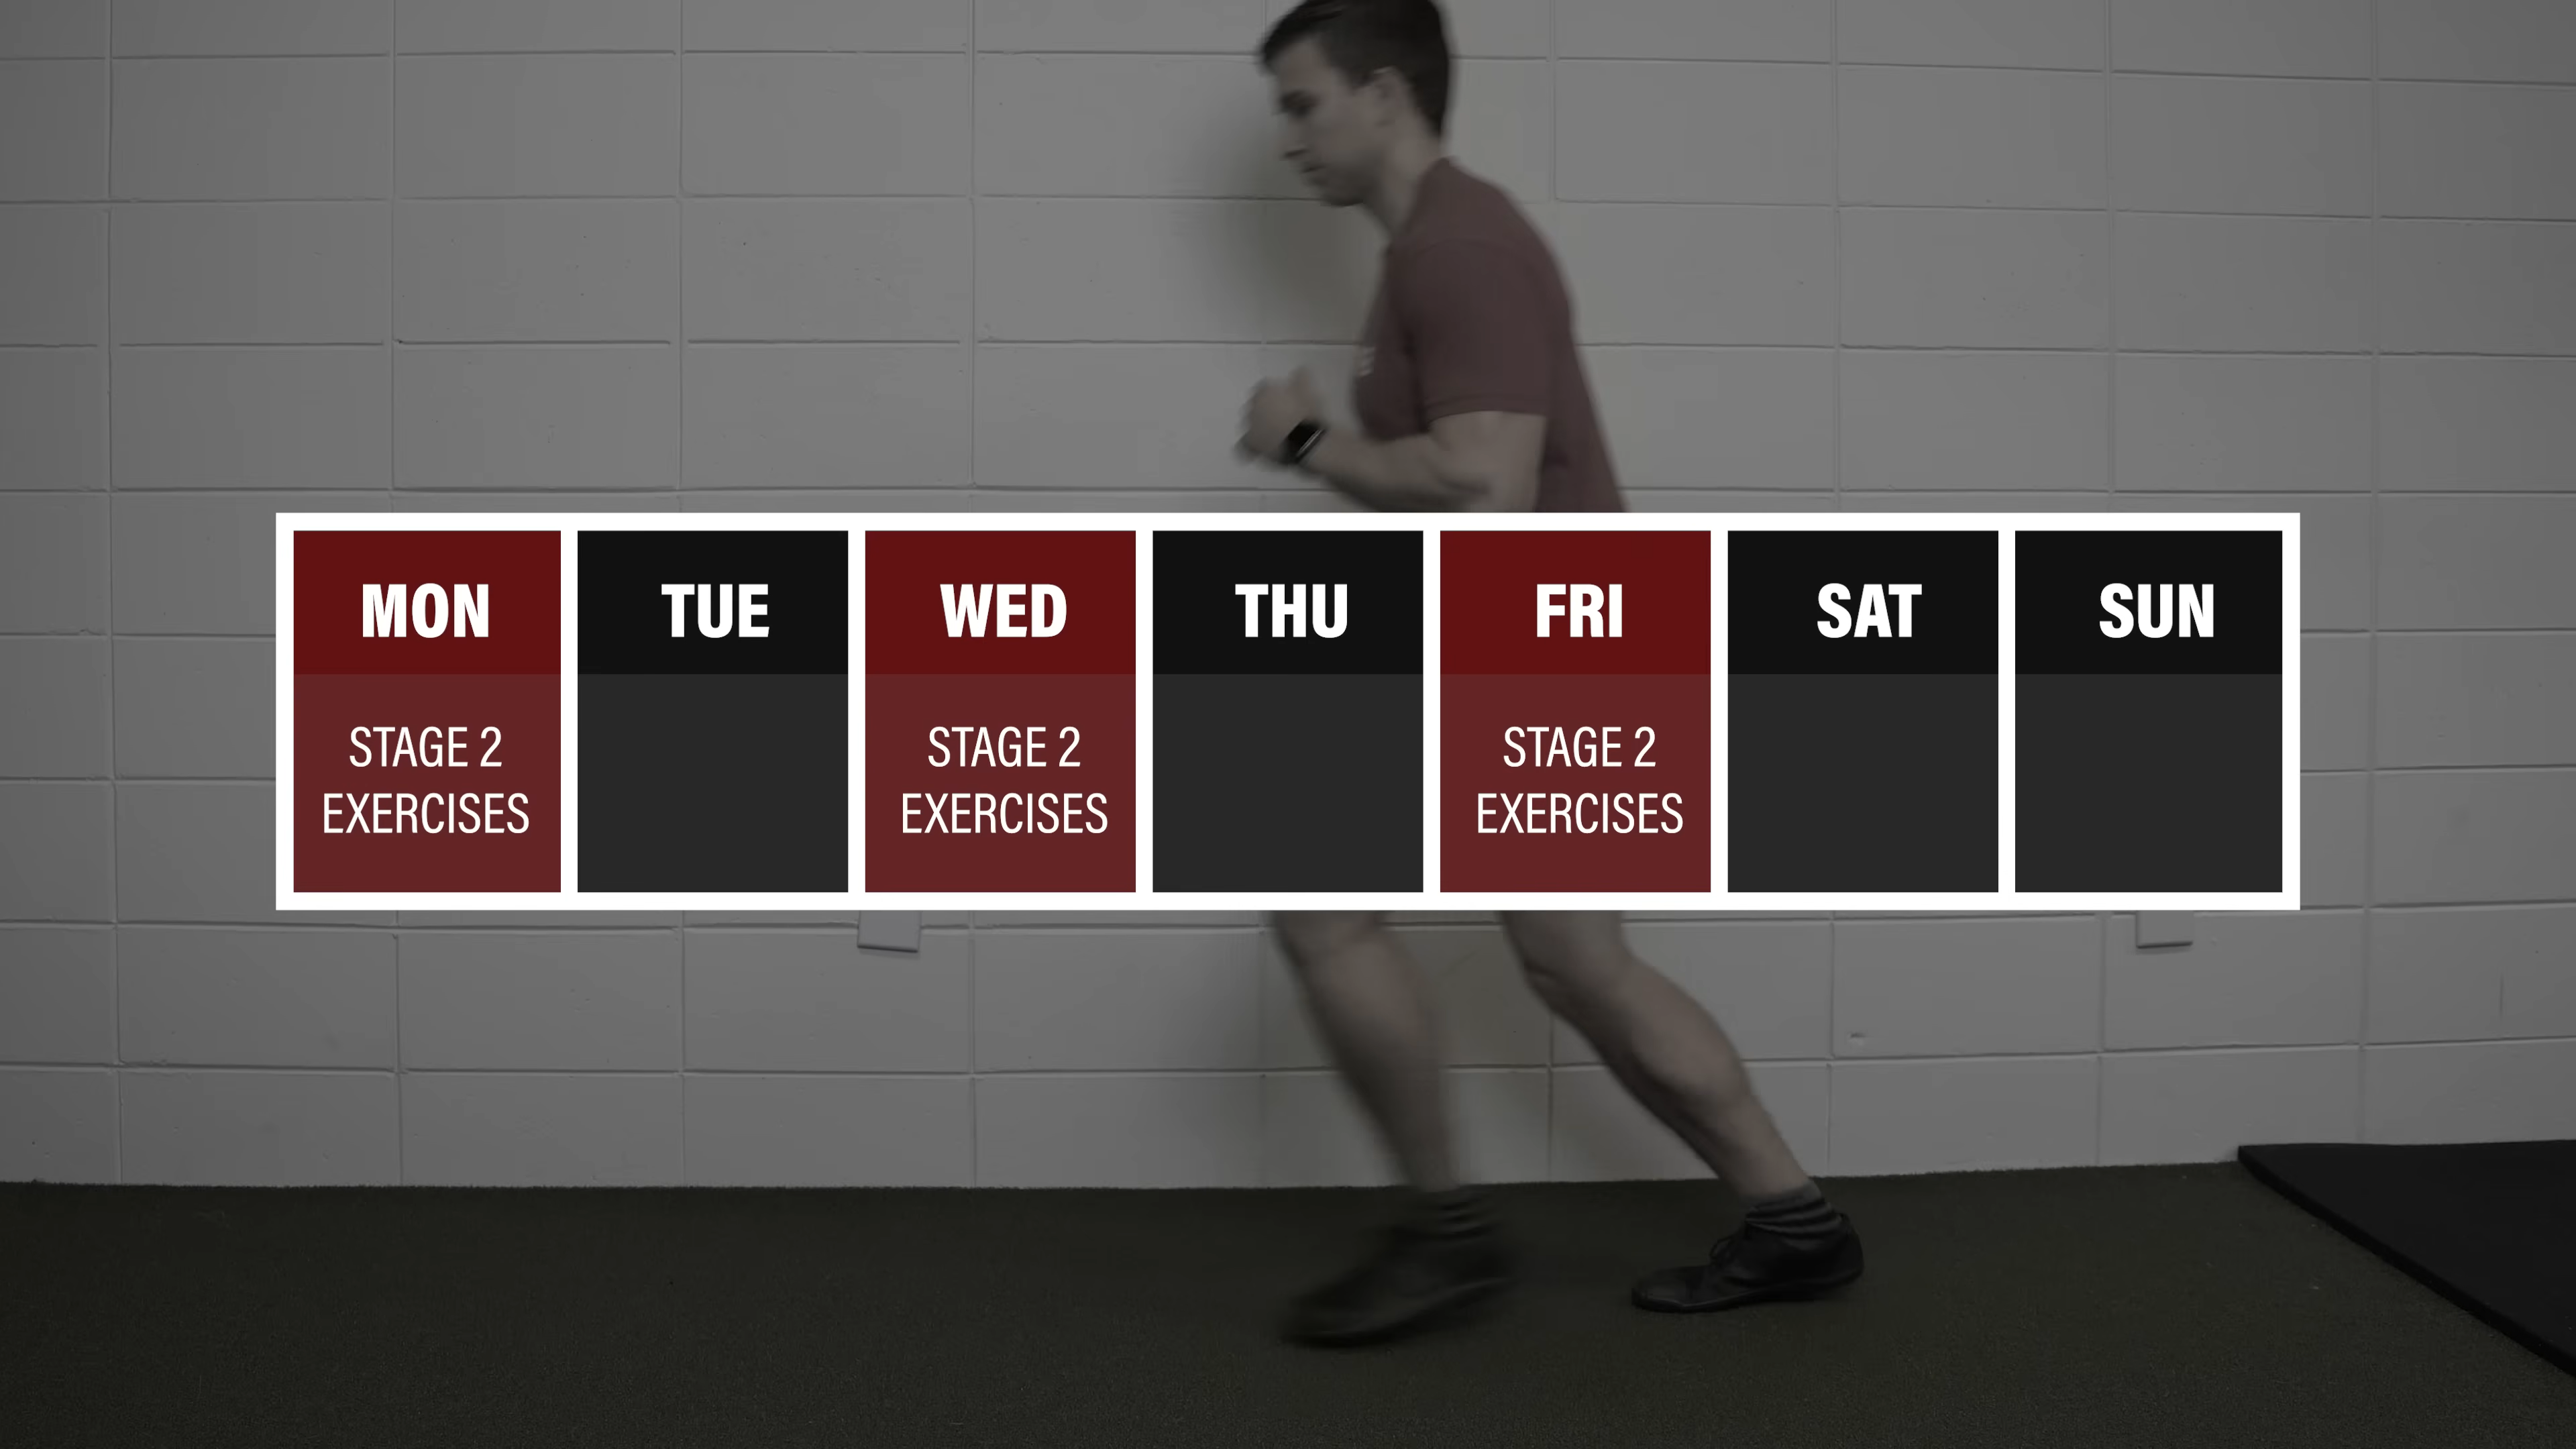 MON TUE WED THU FRI SAT SUN
STAGE 2 STAGE 2 STAGE 2
EXERCISES EXERCISES EXERCISES